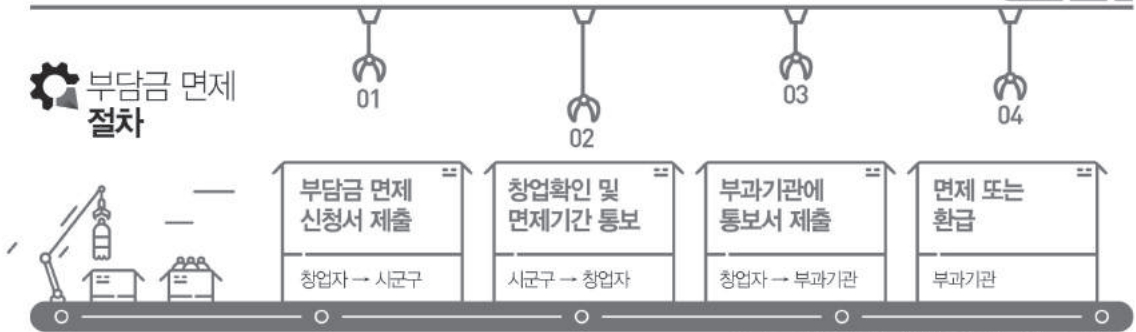 부담금 면제
절차
01
02
03
04
부담금 면제
신청서 제출
창업자 → 시군구
창업확인 및
면제기간 통보
시군구 → 창업자
부과기관에
통보서 제출
창업자 → 부과기관
면제 또는
환급
부과기관